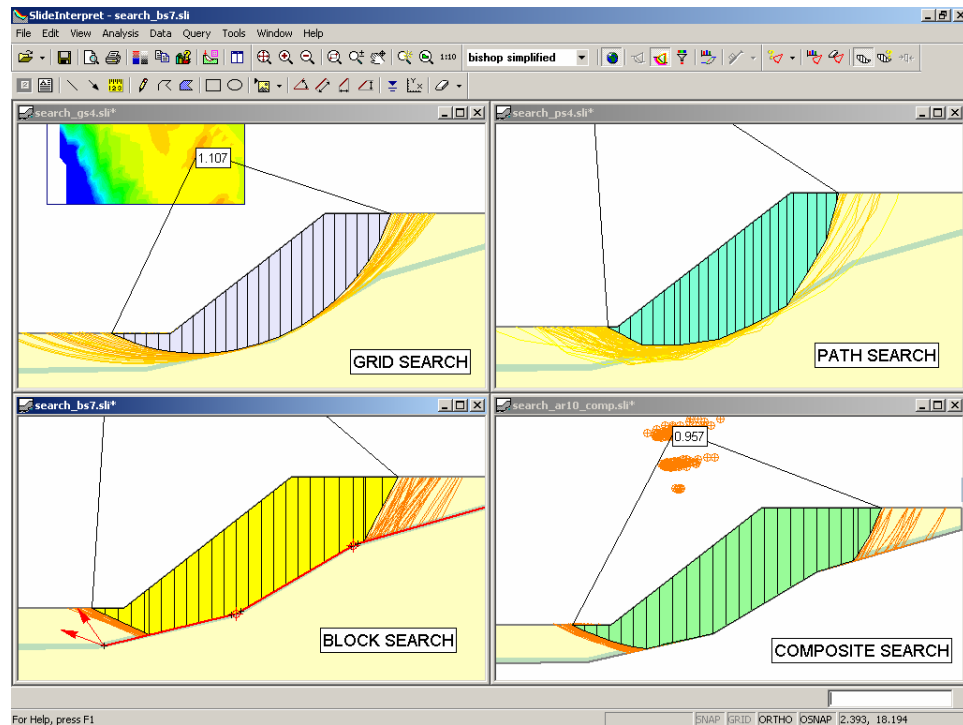 SlideInterpret - search_bs7.sli
File Edit View Analysis Data Query Tools Window Help
1:10 bishop simplified
search_gs4.sli*
1.107
GRID SEARCH
search_ps4.sli*
PATH SEARCH
search_bs7.sli*
BLOCK SEARCH
search_ar10_comp.sli*
0.957
COMPOSITE SEARCH
For Help, press F1 SNAP GRID ORTHO OSNAP 2.393, 18.194